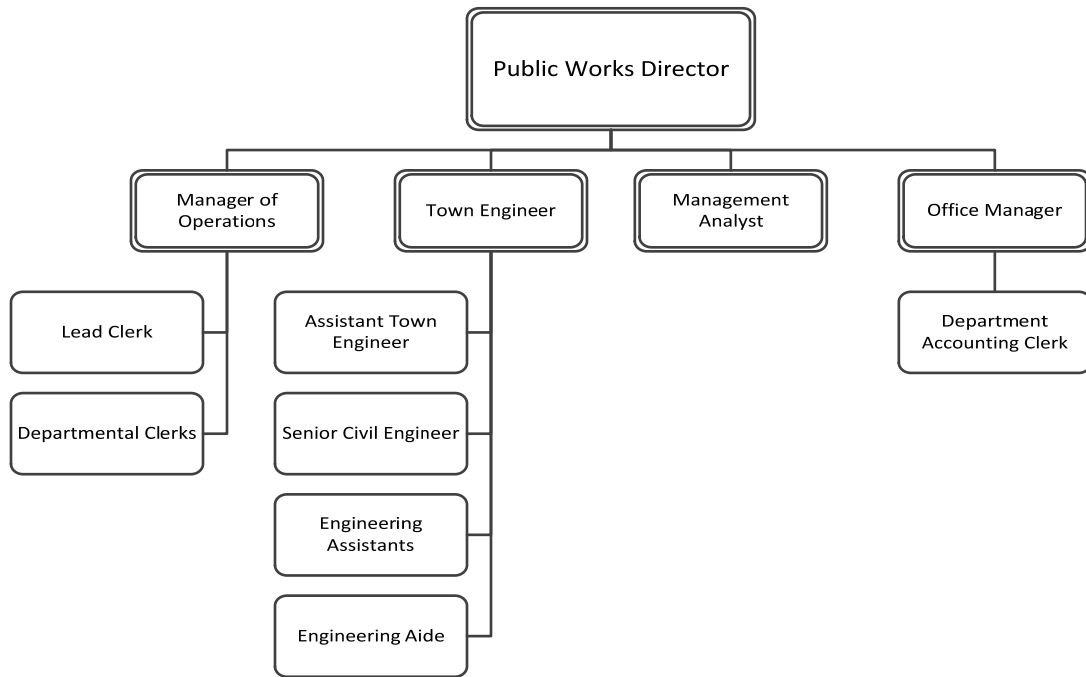 Public Works Director
Manager of
Operations
Town Engineer
Management
Analyst
Office Manager
Lead Clerk
Departmental Clerks
Assistant Town
Engineer
Senior Civil Engineer
Engineering
Assistants
Engineering Aide
Department
Accounting Clerk